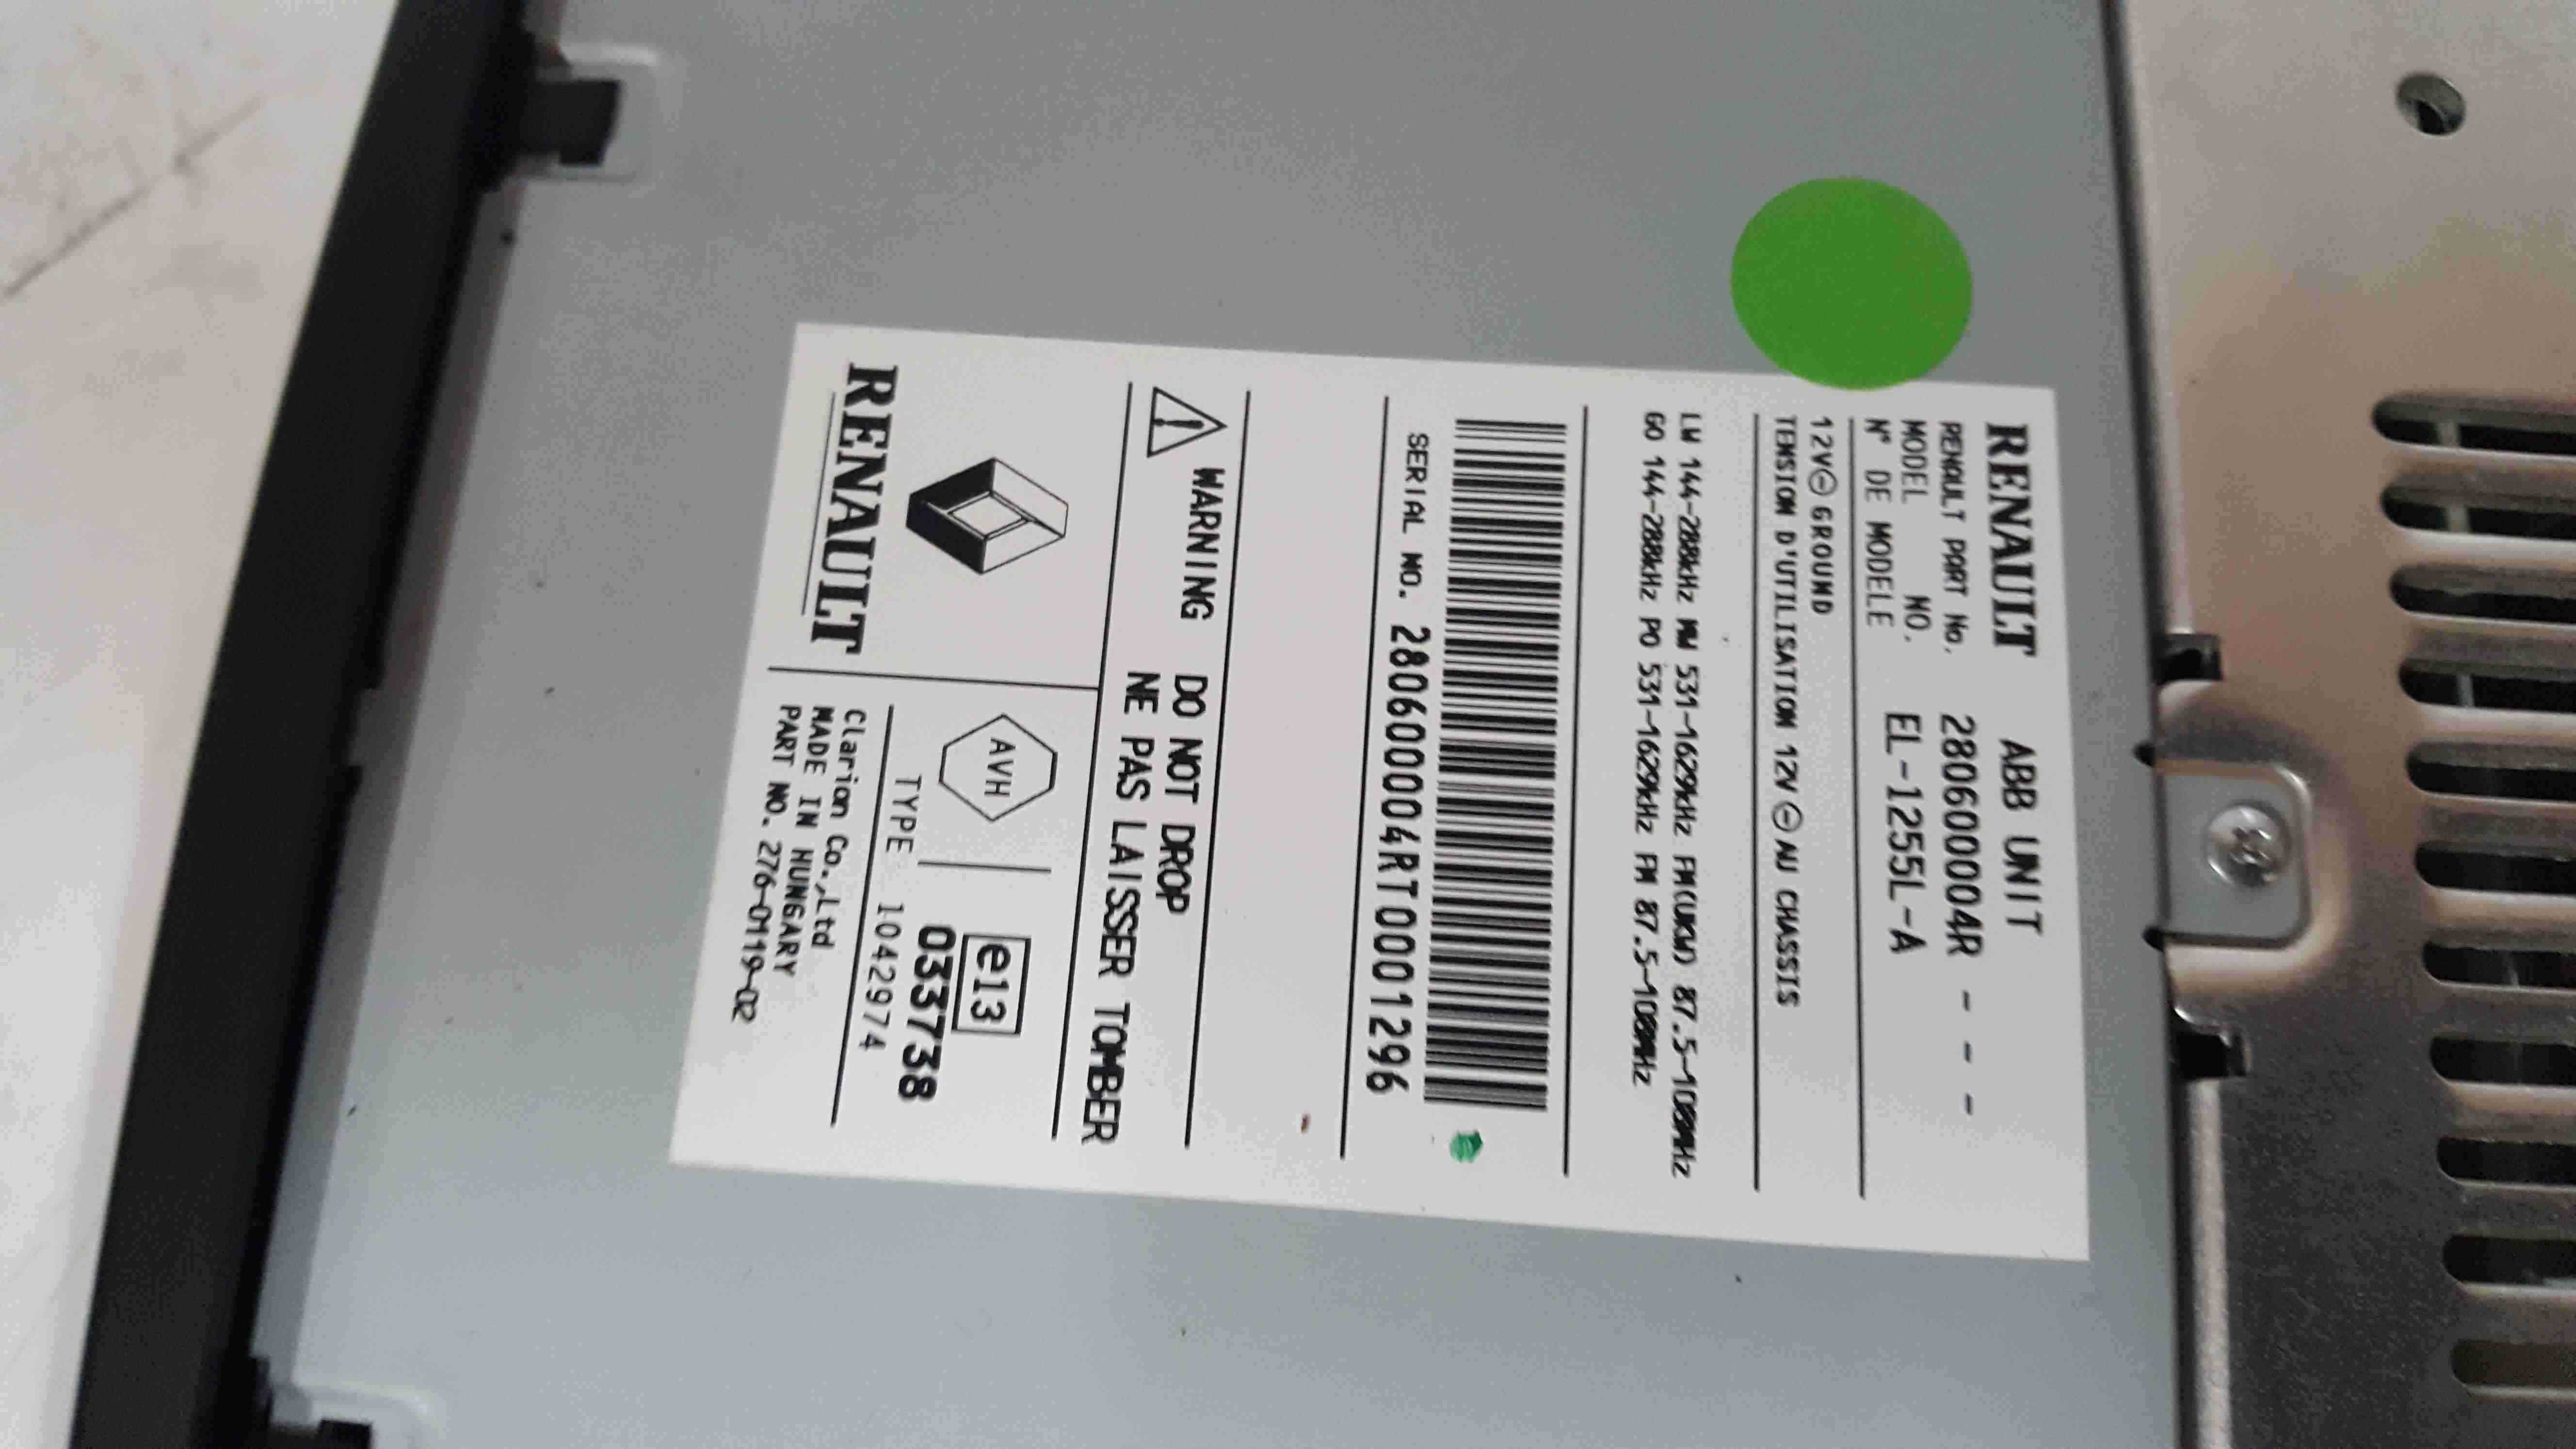 RENAULT ABB UNIT
RENAULT PART No. 280600004R - - -
MODEL NO. EL-1255L-A
N° DE MODELE
12V⊖GROUND
TENSION D'UTILISATION 12V ⊖ AU CHASSIS
LW 144-288kHz MW 531-1629kHz FM(UKW) 87.5-108MHz
GO 144-288kHz PO 531-1629kHz FM 87.5-108MHz
SERIAL NO. 280600004RT0001296
WARNING DO NOT DROP
NE PAS LAISSER TOMBER
RENAULT
AVH
e13
033738
TYPE 10429974
Clarion Co.,Ltd
MADE IN HUNGARY
PART NO. 276-0119-02